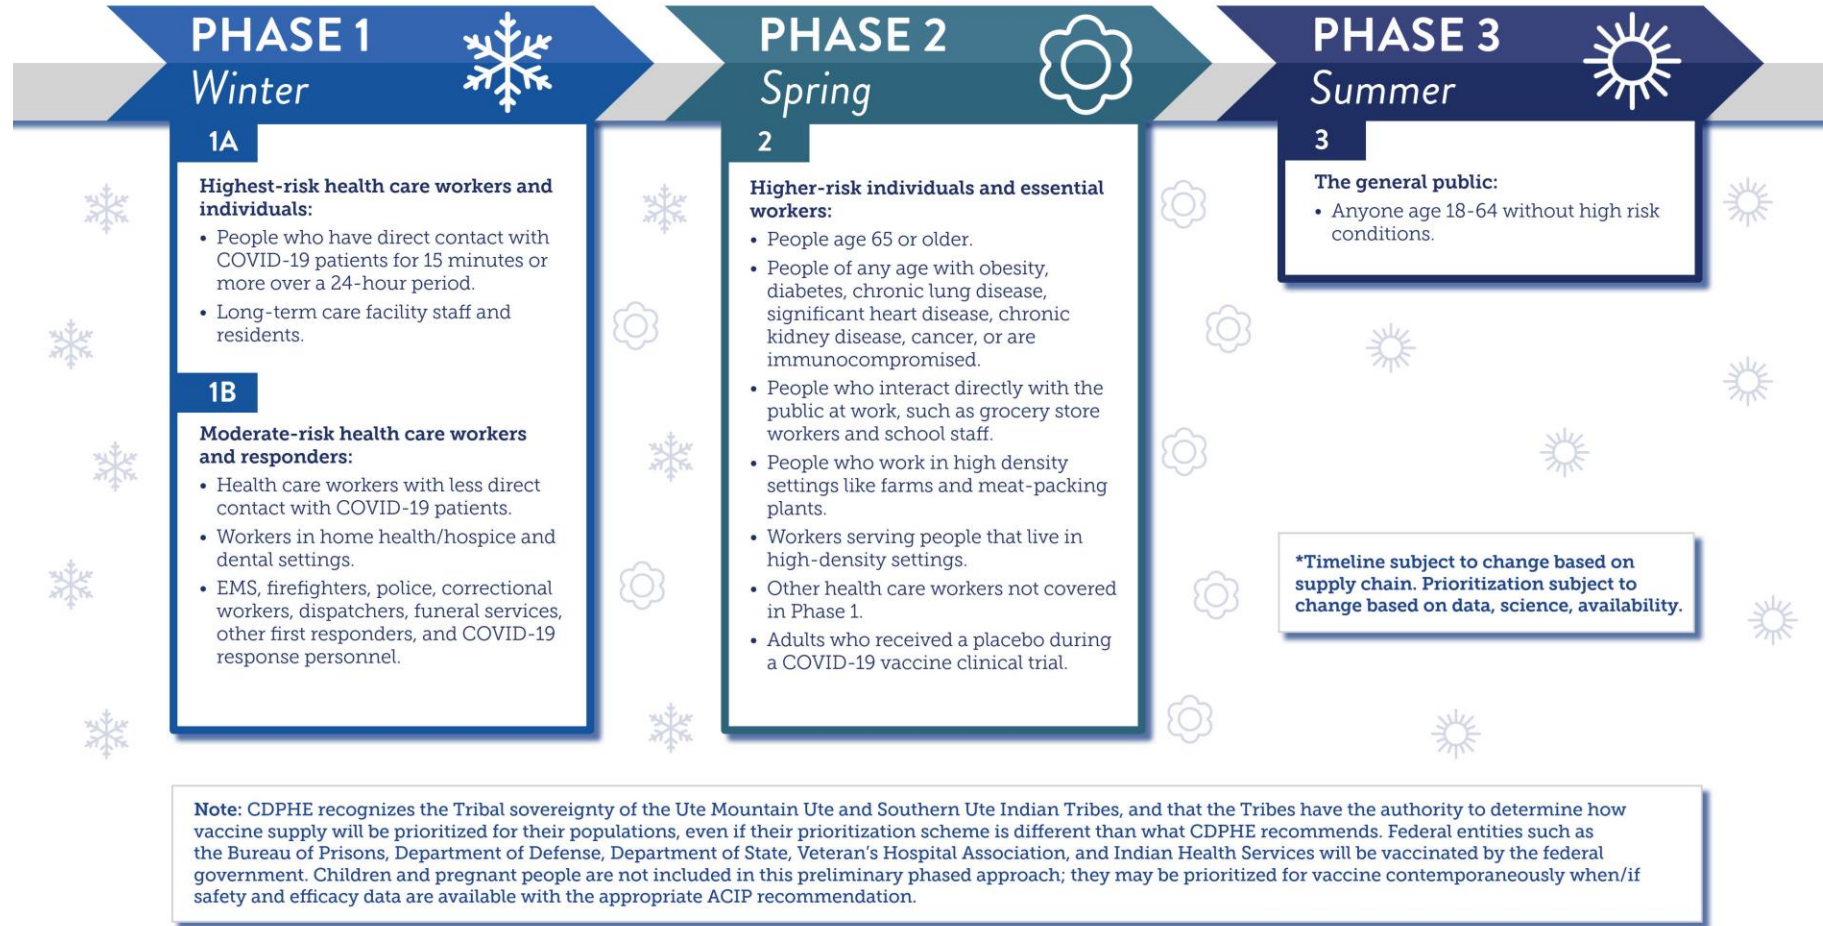 PHASE 1
Winter
1A
Highest-risk health care workers and
individuals:
• People who have direct contact with
COVID-19 patients for 15 minutes or
more over a 24-hour period.
• Long-term care facility staff and
residents.
1B
Moderate-risk health care workers
and responders:
• Health care workers with less direct
contact with COVID-19 patients.
• Workers in home health/hospice and
dental settings.
• EMS, firefighters, police, correctional
workers, dispatchers, funeral services,
other first responders, and COVID-19
response personnel.
PHASE 2
Spring
2
Higher-risk individuals and essential
workers:
• People age 65 or older.
• People of any age with obesity,
diabetes, chronic lung disease,
significant heart disease, chronic
kidney disease, cancer, or are
immunocompromised.
• People who interact directly with the
public at work, such as grocery store
workers and school staff.
• People who work in high density
settings like farms and meat-packing
plants.
• Workers serving people that live in
high-density settings.
• Other health care workers not covered
in Phase 1.
• Adults who received a placebo during
a COVID-19 vaccine clinical trial.
PHASE 3
Summer
3
The general public:
• Anyone age 18-64 without high risk
conditions.
*Timeline subject to change based on
supply chain. Prioritization subject to
change based on data, science, availability.
Note: CDPHE recognizes the Tribal sovereignty of the Ute Mountain Ute and Southern Ute Indian Tribes, and that the Tribes have the authority to determine how
vaccine supply will be prioritized for their populations, even if their prioritization scheme is different than what CDPHE recommends. Federal entities such as
the Bureau of Prisons, Department of Defense, Department of State, Veteran's Hospital Association, and Indian Health Services will be vaccinated by the federal
government. Children and pregnant people are not included in this preliminary phased approach; they may be prioritized for vaccine contemporaneously when/if
safety and efficacy data are available with the appropriate ACIP recommendation.